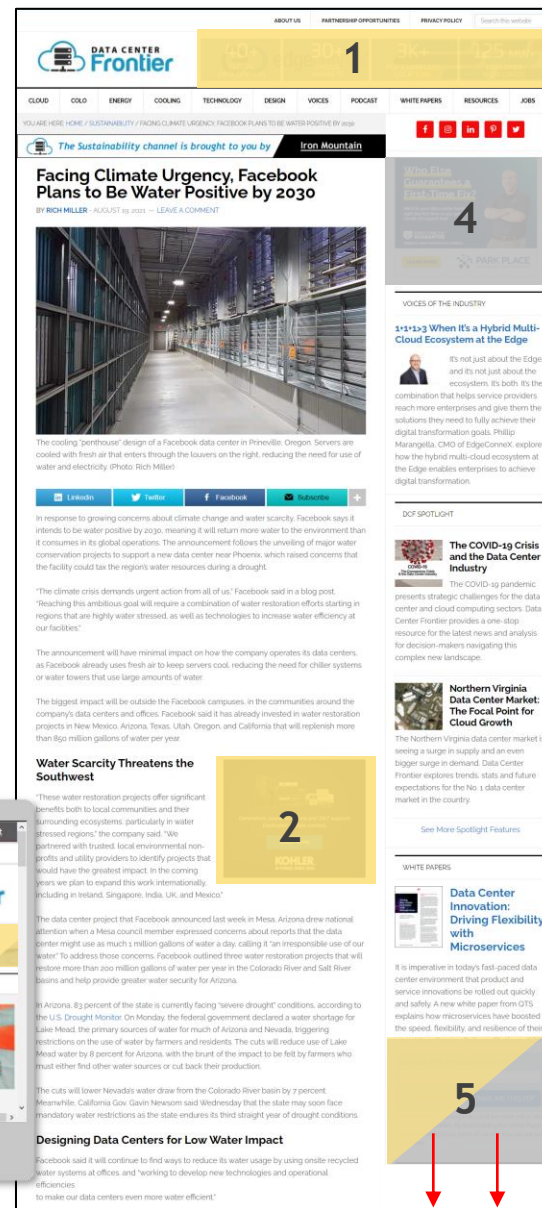 ABOUT US PARTNERSHIP OPPORTUNITIES PRIVACY POLICY Search this website
DATA CENTER
Frontier
40+ 30+ 3K+
1
CLOUD COLO ENERGY COOLING TECHNOLOGY DESIGN VOICES PODCAST WHITE PAPERS RESOURCES JOBS
YOU ARE HERE: HOME / SUSTAINABILITY / FACING CLIMATE URGENCY, FACEBOOK PLANS TO BE WATER POSITIVE BY 2030
The Sustainability channel is brought to you by Iron Mountain
Facing Climate Urgency, Facebook
Plans to Be Water Positive by 2030
BY RICH MILLER - AUGUST 19, 2021 — LEAVE A COMMENT
The cooling "penthouse" design of a Facebook data center in Prineville, Oregon. Servers are
cooled with fresh air that enters through the louvers on the right, reducing the need for use of
water and electricity. (Photo: Rich Miller)
LinkedIn Twitter Facebook Subscribe
In response to growing concerns about climate change and water scarcity, Facebook says it
intends to be water positive by 2030, meaning it will return more water to the environment than
it consumes in its global operations. The announcement follows the unveiling of major water
conservation projects to support a new data center near Phoenix, which raised concerns that
the facility could tax the region's water resources during a drought.
"The climate crisis demands urgent action from all of us," Facebook said in a blog post.
"Reaching this ambitious goal will require a combination of water restoration efforts starting in
regions that are highly water stressed, as well as technologies to increase water efficiency at
our facilities."
The announcement will have minimal impact on how the company operates its data centers,
as Facebook already uses fresh air to keep servers cool, reducing the need for chiller systems
or water towers that use large amounts of water.
The biggest impact will be outside the Facebook campuses, in the communities around the
company's data centers and offices. Facebook said it has already invested in water restoration
projects in New Mexico, Arizona, Texas, Utah, Oregon, and California that will replenish more
than 850 million gallons of water per year.
Water Scarcity Threatens the
Southwest
"These water restoration projects offer significant
benefits both to local communities and their
surrounding ecosystems, particularly in water
stressed regions," the company said. "We
partnered with trusted, local environmental non-
profits and utility providers to identify projects that
would have the greatest impact. In the coming
years we plan to expand this work internationally,
including in Ireland, Singapore, India, UK, and Mexico."
2
KOHLER
The data center project that Facebook announced last week in Mesa, Arizona drew national
attention when a Mesa council member expressed concerns about reports that the data
center might use as much 1 million gallons of water a day, calling it "an irresponsible use of our
water." To address those concerns, Facebook outlined three water restoration projects that will
restore more than 200 million gallons of water per year in the Colorado River and Salt River
basins and help provide greater water security for Arizona.
In Arizona, 83 percent of the state is currently facing "severe drought" conditions, according to
the U.S. Drought Monitor. On Monday, the federal government declared a water shortage for
Lake Mead, the primary sources of water for much of Arizona and Nevada, triggering
restrictions on the use of water by farmers and residents. The cuts will reduce use of Lake
Mead water by 8 percent for Arizona, with the brunt of the impact to be felt by farmers who
must either find other water sources or cut back their production.
The cuts will lower Nevada's water draw from the Colorado River basin by 7 percent.
Meanwhile, California Gov. Gavin Newsom said Wednesday that the state may soon face
mandatory water restrictions as the state endures its third straight year of drought conditions.
Designing Data Centers for Low Water Impact
Facebook said it will continue to find ways to reduce its water usage by using onsite recycled
water systems at offices, and "working to develop new technologies and operational
efficiencies
to make our data centers even more water efficient."
Who Else
Guarantees a
First-Time Fix?
4
PARK PLACE
VOICES OF THE INDUSTRY
1+1+1>3 When It's a Hybrid Multi-
Cloud Ecosystem at the Edge
It's not just about the Edge
and it's not just about the
ecosystem. It's both. It's the
combination that helps service providers
reach more enterprises and give them the
solutions they need to fully achieve their
digital transformation goals. Phillip
Marangella, CMO of EdgeConneX, explore
how the hybrid multi-cloud ecosystem at
the Edge enables enterprises to achieve
digital transformation.
DCF SPOTLIGHT
The COVID-19 Crisis
and the Data Center
Industry
The COVID-19 pandemic
presents strategic challenges for the data
center and cloud computing sectors. Data
Center Frontier provides a one-stop
resource for the latest news and analysis
for decision-makers navigating this
complex new landscape.
Northern Virginia
Data Center Market:
The Focal Point for
Cloud Growth
The Northern Virginia data center market i
seeing a surge in supply and an even
bigger surge in demand. Data Center
Frontier explores trends, stats and future
expectations for the No. 1 data center
market in the country.
See More Spotlight Features
WHITE PAPERS
Data Center
Innovation:
Driving Flexibility
with
Microservices
It is imperative in today's fast-paced data
center environment that product and
service innovations be rolled out quickly
and safely. A new white paper from QTS
explains how microservices have boosted
the speed, flexibility, and resilience of their
5